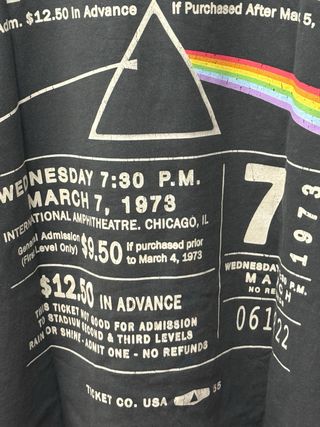 Adm. $12.50 in Advance
If Purchased After Mar 5,
WEDNESDAY 7:30 P.M.
MARCH 7, 1973
INTERNATIONAL AMPHITHEATRE. CHICAGO, IL
General Admission
(First Level Only)
$9.50
If purchased prior
to March 4, 1973
$12.50 IN ADVANCE
THIS TICKET NOT GOOD FOR ADMISSION
TO STADIUM SECOND & THIRD LEVELS
RAIN OR SHINE. ADMIT ONE - NO REFUNDS
TICKET CO. USA
55
7
1973
WEDNESDAY
P.M.
NO RE
061
22